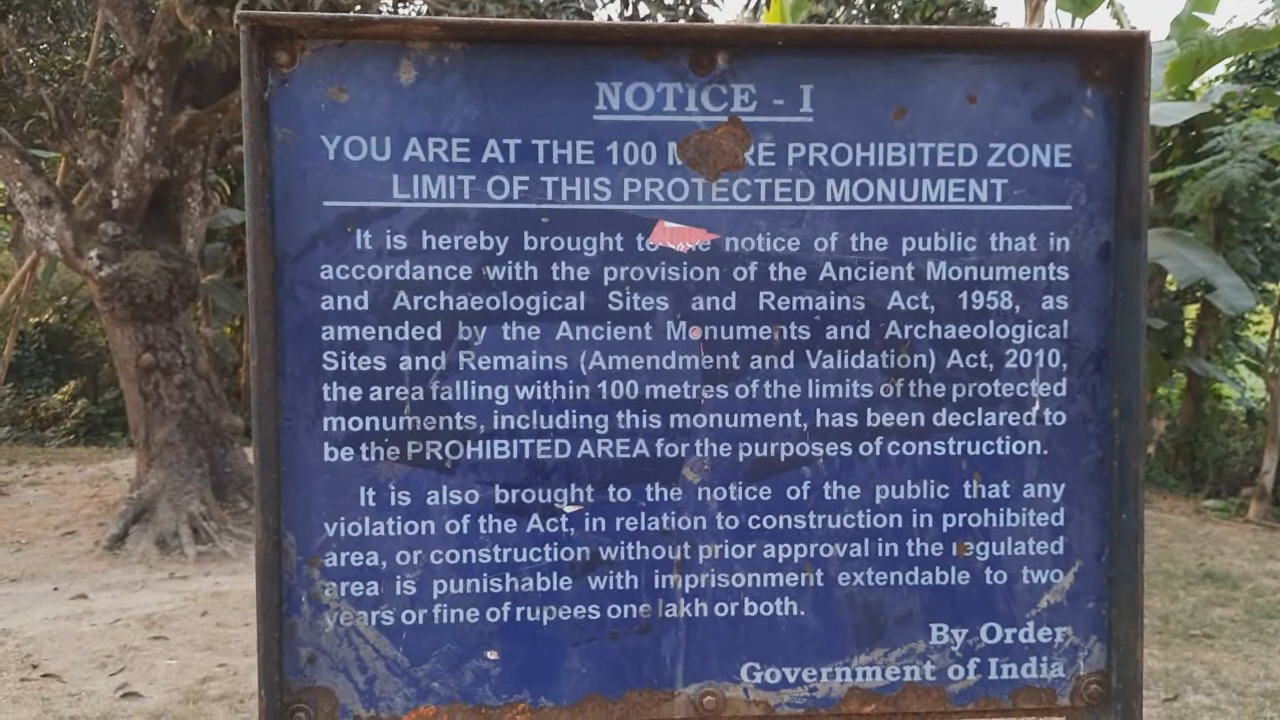 NOTICE - I
YOU ARE AT THE 100 PROHIBITED ZONE
LIMIT OF THIS PROTECTED MONUMENT
It is hereby brought to the notice of the public that in
accordance with the provision of the Ancient Monuments
and Archaeological Sites and Remains Act, 1958, as
amended by the Ancient Monuments and Archaeological
Sites and Remains (Amendment and Validation) Act, 2010,
the area falling within 100 metres of the limits of the protected
monuments, including this monument, has been declared to
be the PROHIBITED AREA for the purposes of construction.
It is also brought to the notice of the public that any
violation of the Act, in relation to construction in prohibited
area, or construction without prior approval in the regulated
area is punishable with imprisonment extendable to two
years or fine of rupees one lakh or both.
By Order
Government of India